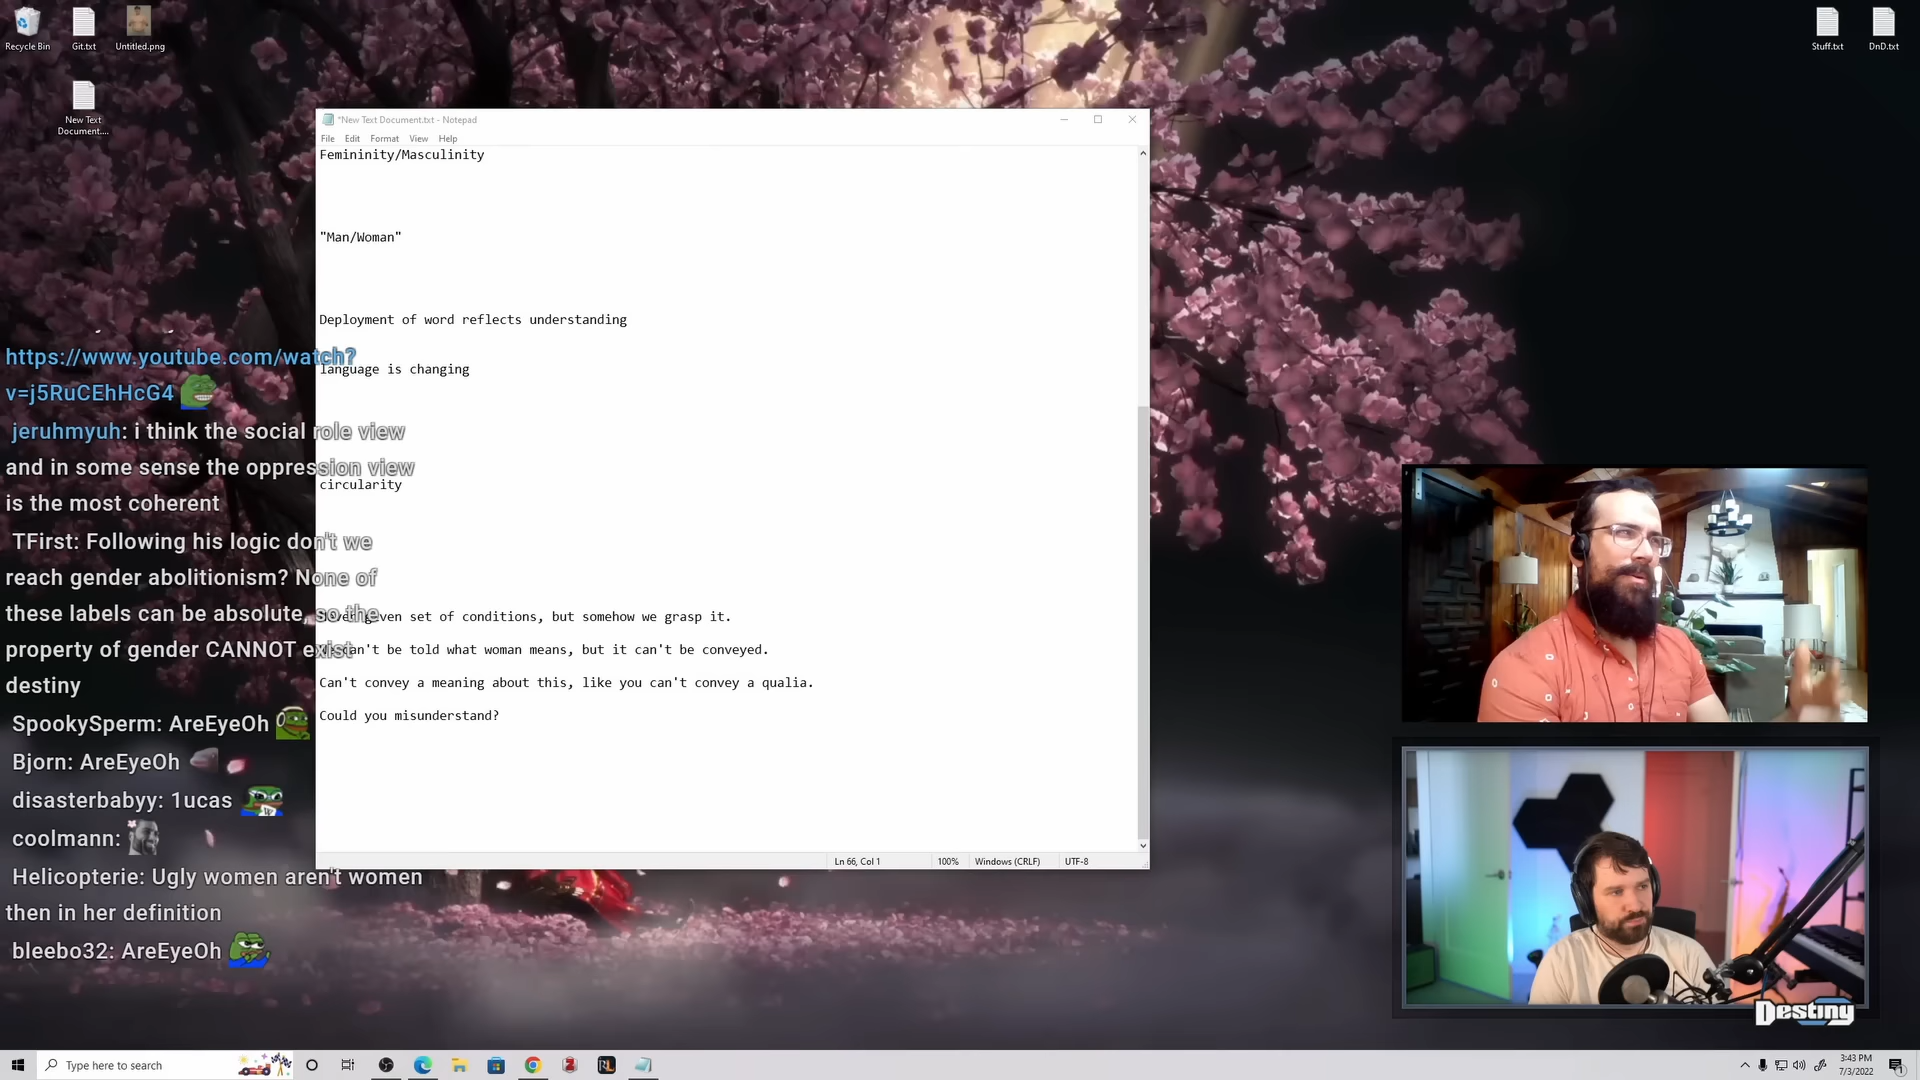 Recycle Bin
Git.txt
Untitled.png
New Text
Document....
Stuff.txt
DnD.txt
*New Text Document.txt - Notepad
File Edit Format View Help
Femininity/Masculinity
"Man/Woman"
Deployment of word reflects understanding
language is changing
circularity
set of conditions, but somehow we grasp it.
can't be told what woman means, but it can't be conveyed.
Can't convey a meaning about this, like you can't convey a qualia.
Could you misunderstand?
Ln 66, Col 1 100% Windows (CRLF) UTF-8
https://www.youtube.com/watch?
v=j5RuCEhHcG4
jeruhmyuh: i think the social role view
and in some sense the oppression view
is the most coherent
TFirst: Following his logic don't we
reach gender abolitionism? None of
these labels can be absolute, so the
property of gender CANNOT exist
destiny
SpookySperm: AreEyeOh
Bjorn: AreEyeOh
disasterbabyy: 1ucas
coolmann:
Helicopterie: Ugly women aren't women
then in her definition
bleebo32: AreEyeOh
Destiny
Type here to search
3:43 PM
7/3/2022